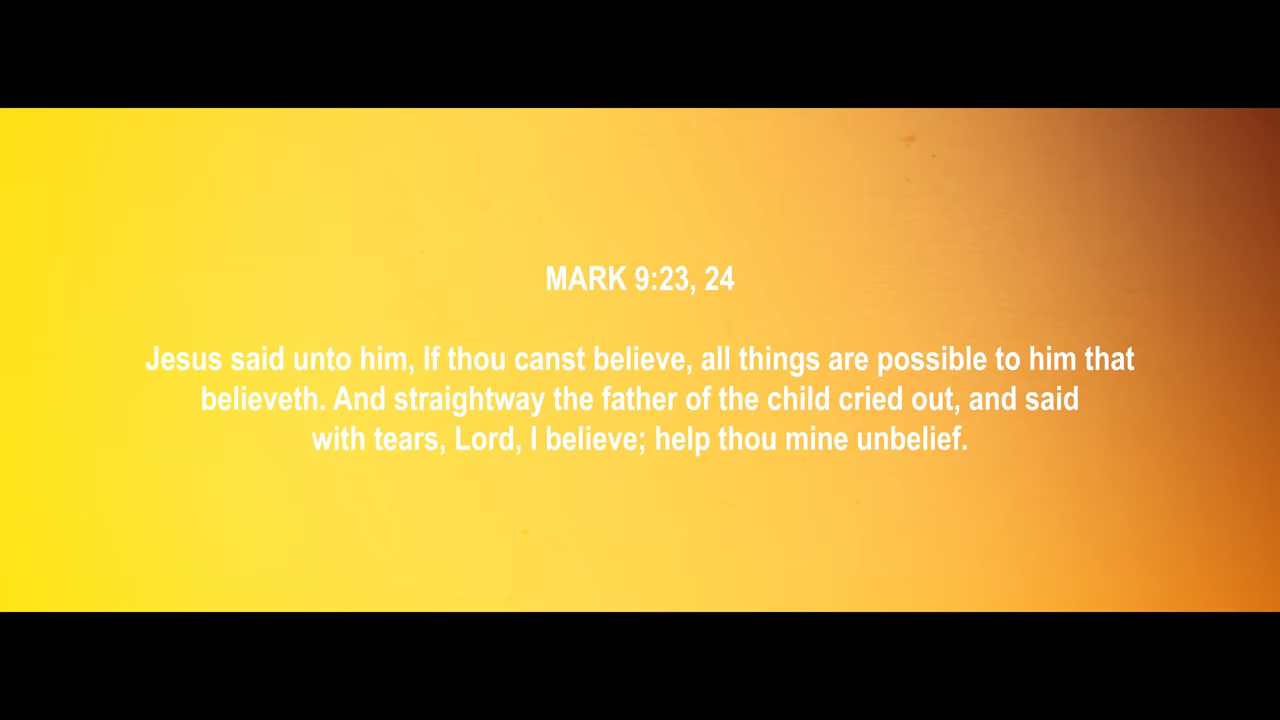 MARK 9:23, 24
Jesus said unto him, If thou canst believe, all things are possible to him that
believeth. And straightway the father of the child cried out, and said
with tears, Lord, I believe; help thou mine unbelief.